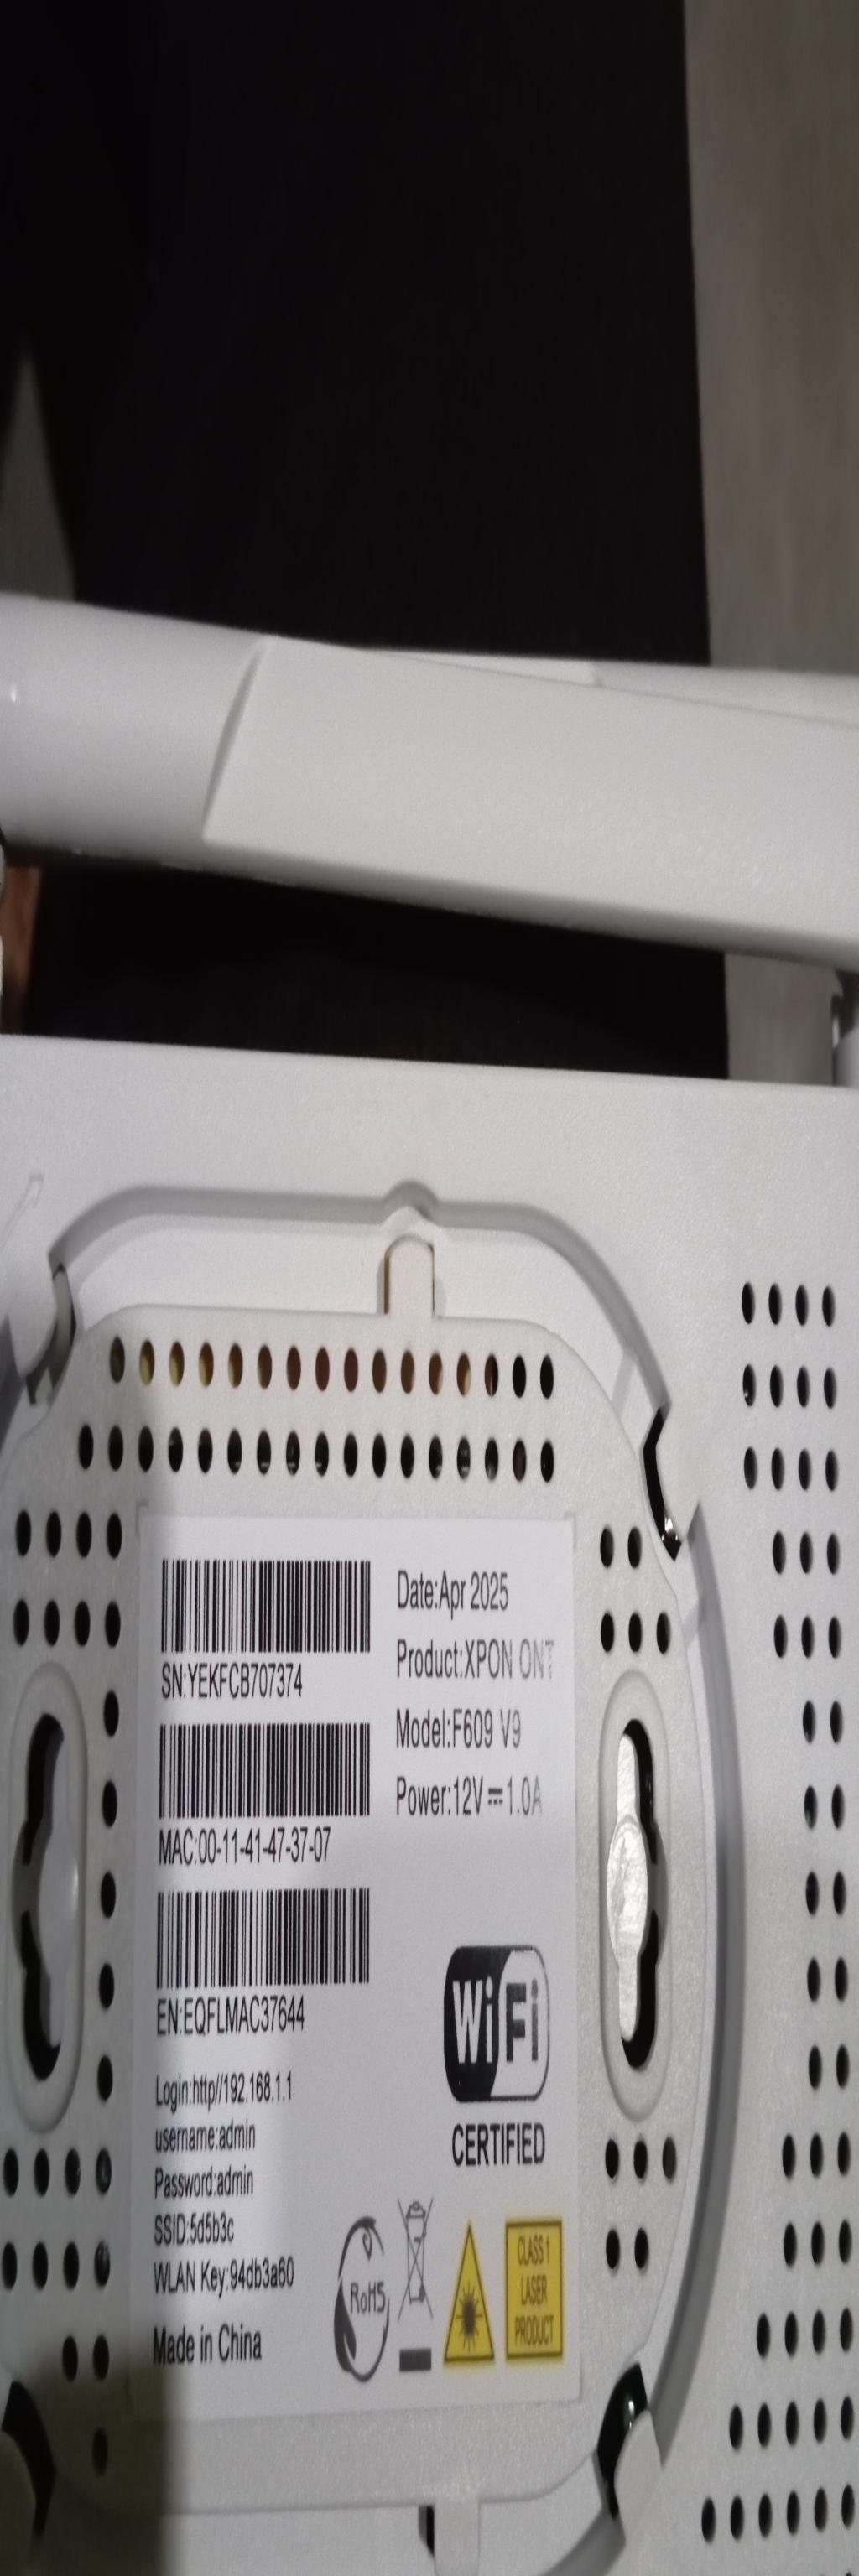 Date:Apr 2025
Product:XPON ONT
Model:F609 V9
Power:12V⎓1.0A
SN:YEKFCB707374
MAC:00-11-41-47-37-07
EN:EQFLMAC37644
Login:http//192.168.1.1
username:admin
Password:admin
SSID:5d5b3c
WLAN Key:94db3a60
Made in China
WiFi
CERTIFIED
RoHS
CLASS 1
LASER
PRODUCT